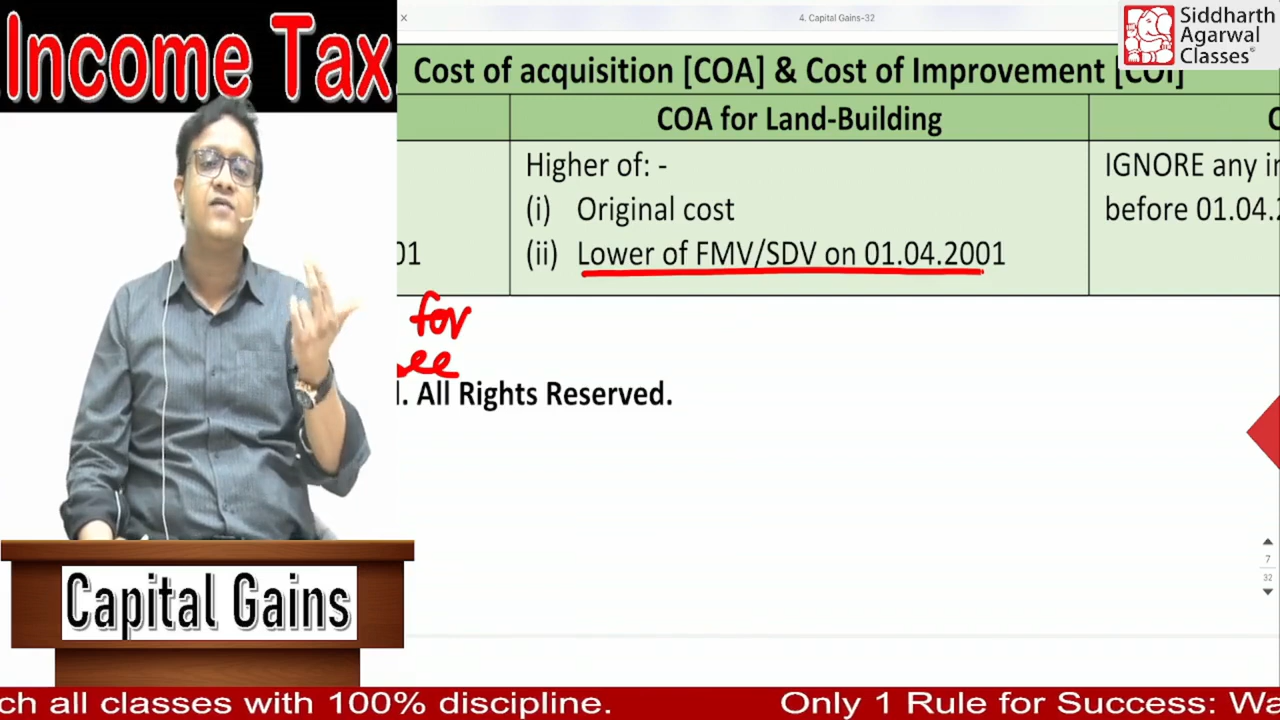 Income Tax
4. Capital Gains-32
Siddharth
Agarwal
Classes
Cost of acquisition [COA] & Cost of Improvement [COI]
COA for Land-Building
Higher of: -
(i) Original cost
(ii) Lower of FMV/SDV on 01.04.2001
IGNORE any
before 01.04.
01
for
. All Rights Reserved.
7
32
Capital Gains
all classes with 100% discipline.
Only 1 Rule for Success: